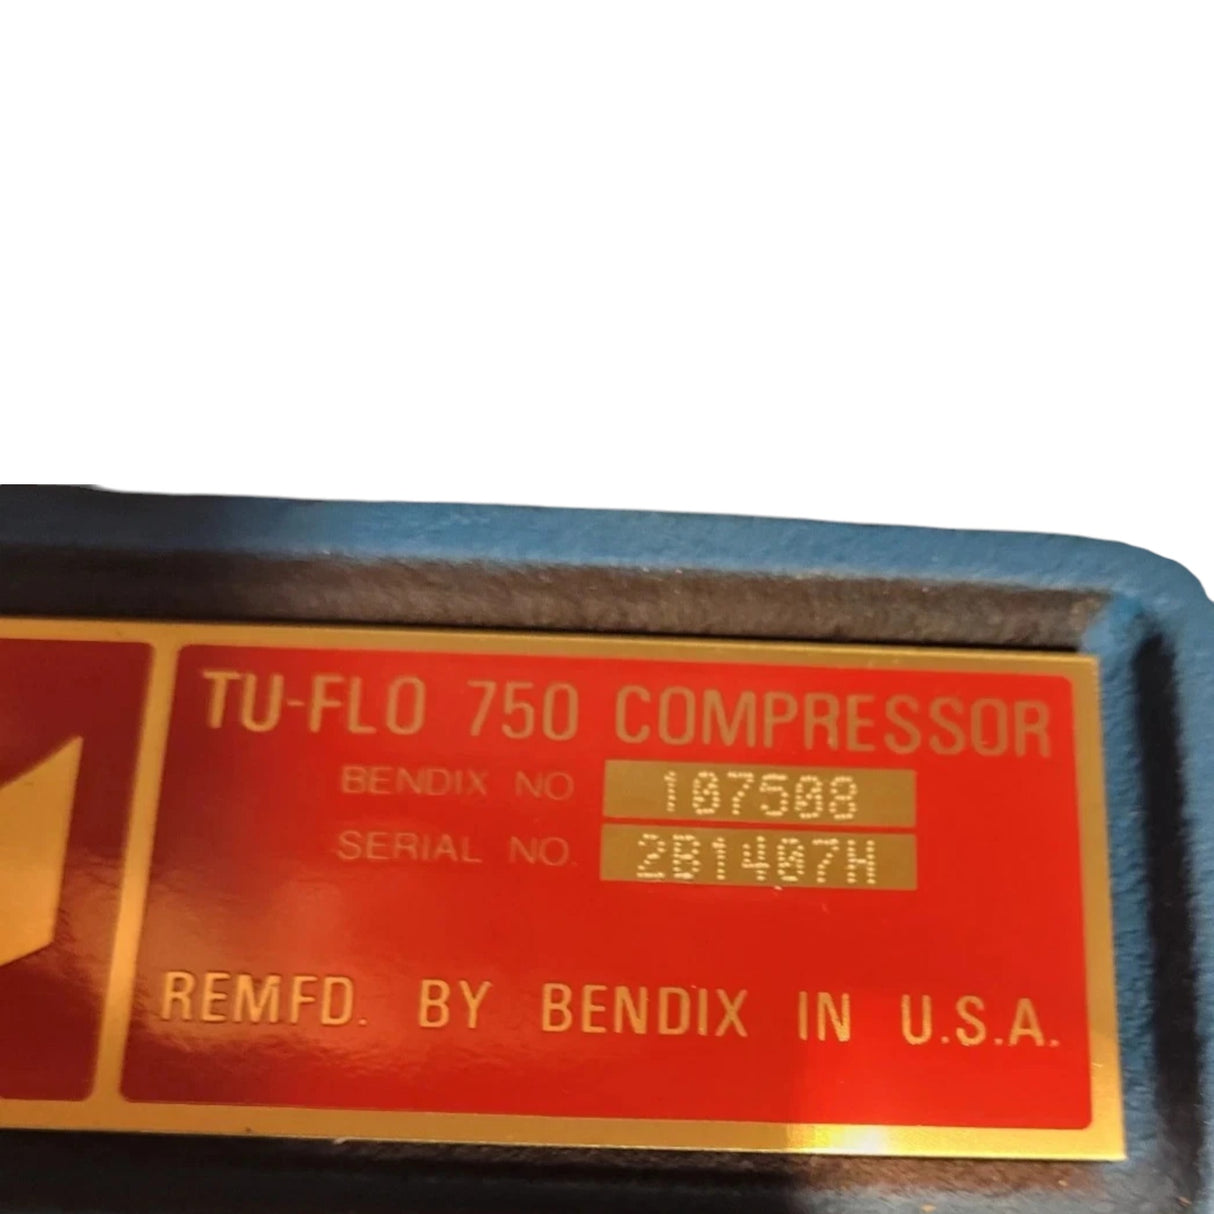 TU-FLO 750 COMPRESSOR
BENDIX NO 107508
SERIAL NO. 2B1407H
REMFD. BY BENDIX IN U.S.A.